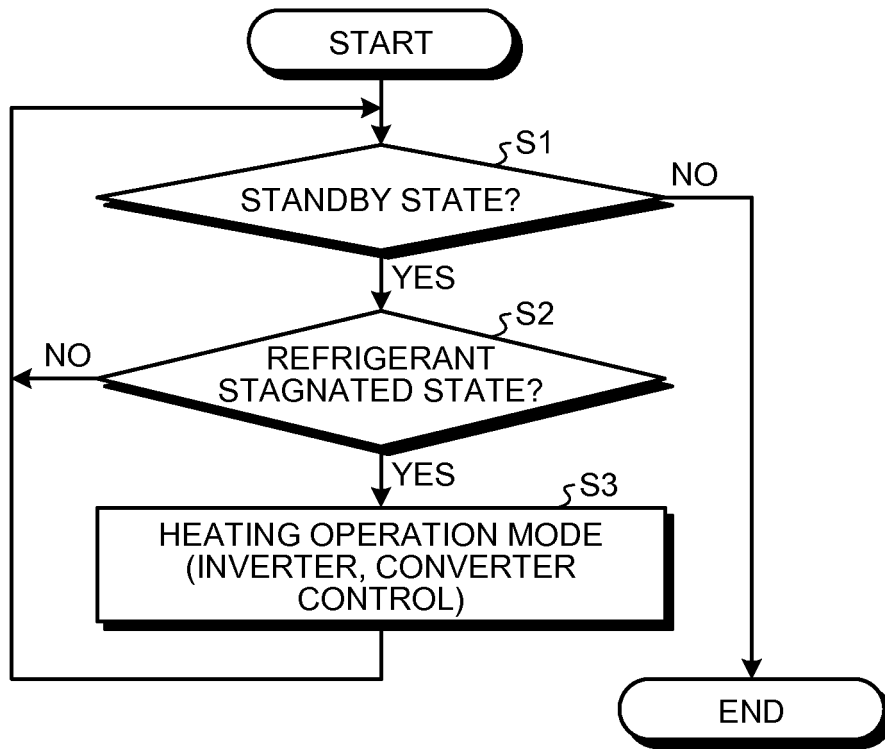 START
S1
STANDBY STATE?
NO
YES
S2
REFRIGERANT
STAGNATED STATE?
NO
YES
S3
HEATING OPERATION MODE
(INVERTER, CONVERTER
CONTROL)
END